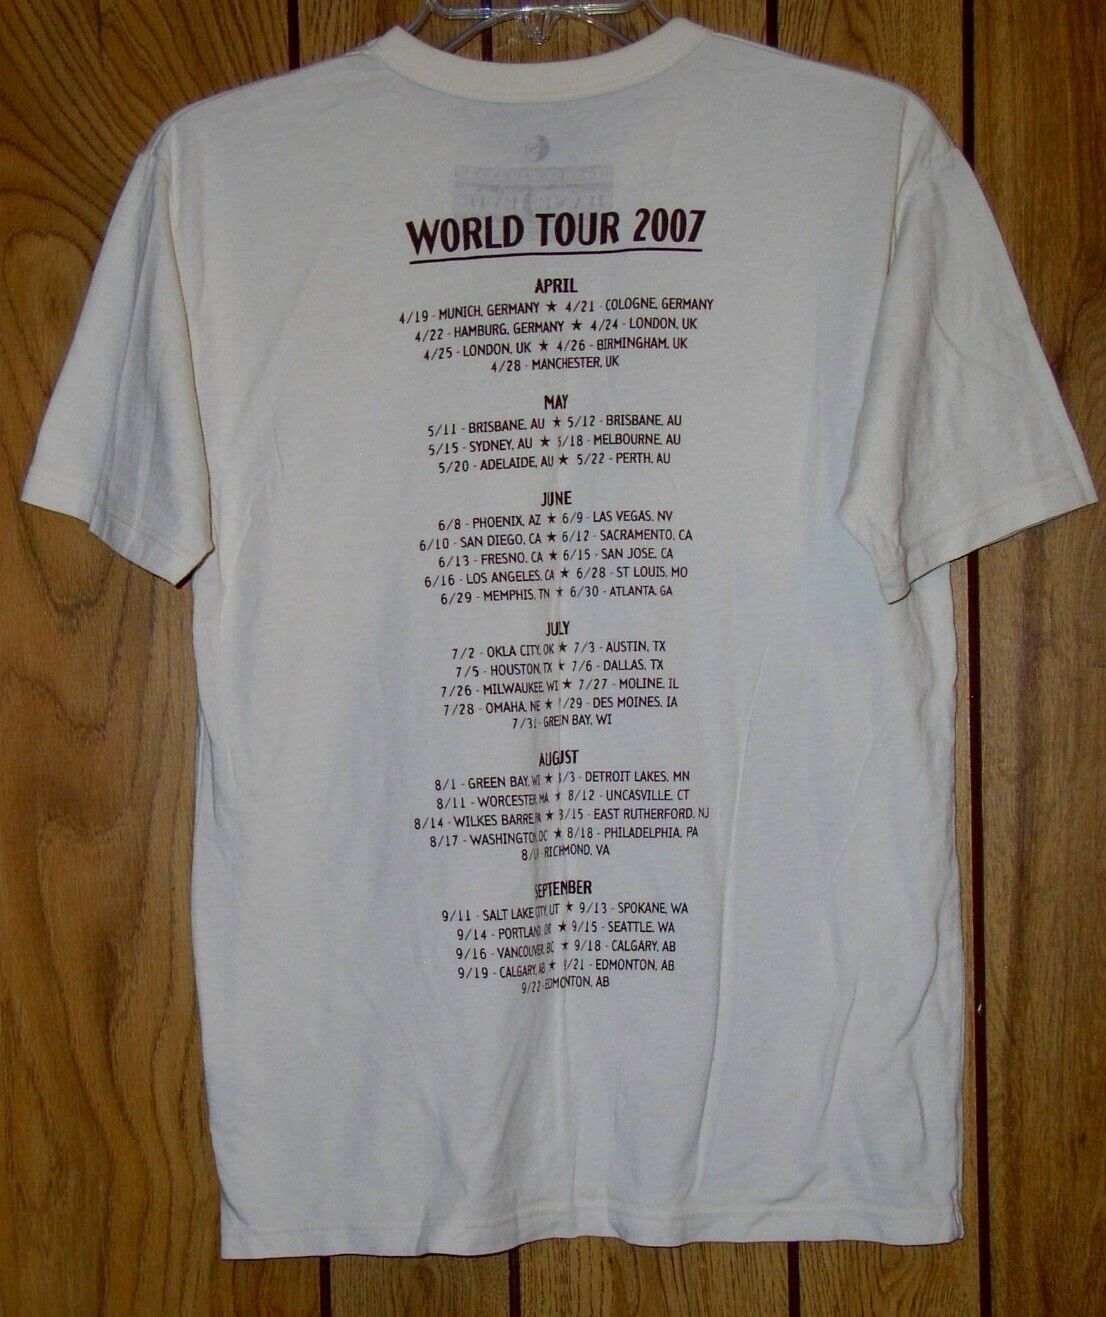 WORLD TOUR 2007
APRIL
4/19 - MUNICH, GERMANY ★ 4/21 - COLOGNE, GERMANY
4/22 - HAMBURG, GERMANY ★ 4/24 - LONDON, UK
4/25 - LONDON, UK ★ 4/26 - BIRMINGHAM, UK
4/28 - MANCHESTER, UK
MAY
5/11 - BRISBANE, AU ★ 5/12 - BRISBANE, AU
5/15 - SYDNEY, AU ★ 5/18 - MELBOURNE, AU
5/20 - ADELAIDE, AU ★ 5/22 - PERTH, AU
JUNE
6/8 - PHOENIX, AZ ★ 6/9 - LAS VEGAS, NV
6/10 - SAN DIEGO, CA ★ 6/12 - SACRAMENTO, CA
6/13 - FRESNO, CA ★ 6/15 - SAN JOSE, CA
6/16 - LOS ANGELES, CA ★ 6/28 - ST LOUIS, MO
6/29 - MEMPHIS, TN ★ 6/30 - ATLANTA, GA
JULY
7/2 - OKLA CITY, OK ★ 7/3 - AUSTIN, TX
7/5 - HOUSTON, TX ★ 7/6 - DALLAS, TX
7/26 - MILWAUKEE, WI ★ 7/27 - MOLINE, IL
7/28 - OMAHA, NE ★ 7/29 - DES MOINES, IA
7/31 - GREEN BAY, WI
AUGUST
8/1 - GREEN BAY, WI ★ 8/3 - DETROIT LAKES, MN
8/11 - WORCESTER, MA ★ 8/12 - UNCASVILLE, CT
8/14 - WILKES BARRE, PA ★ 8/15 - EAST RUTHERFORD, NJ
8/17 - WASHINGTON, DC ★ 8/18 - PHILADELPHIA, PA
RICHMOND, VA
SEPTEMBER
9/11 - SALT LAKE CITY, UT ★ 9/13 - SPOKANE, WA
9/14 - PORTLAND, OR ★ 9/15 - SEATTLE, WA
9/16 - VANCOUVER, BC ★ 9/18 - CALGARY, AB
9/19 - CALGARY, AB ★ 9/21 - EDMONTON, AB
9/22 - EDMONTON, AB